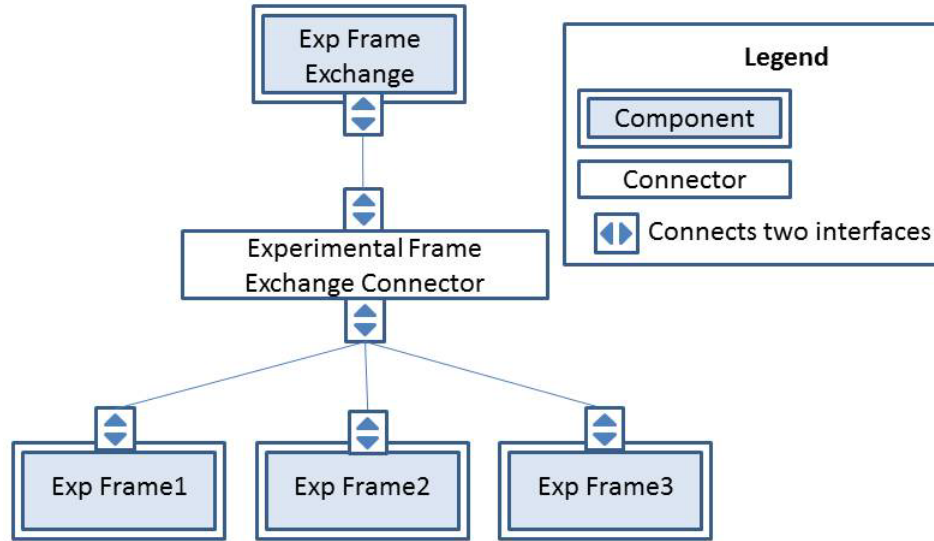 Exp Frame
Exchange
Legend
Component
Connector
Connects two interfaces
Experimental Frame
Exchange Connector
Exp Frame1
Exp Frame2
Exp Frame3